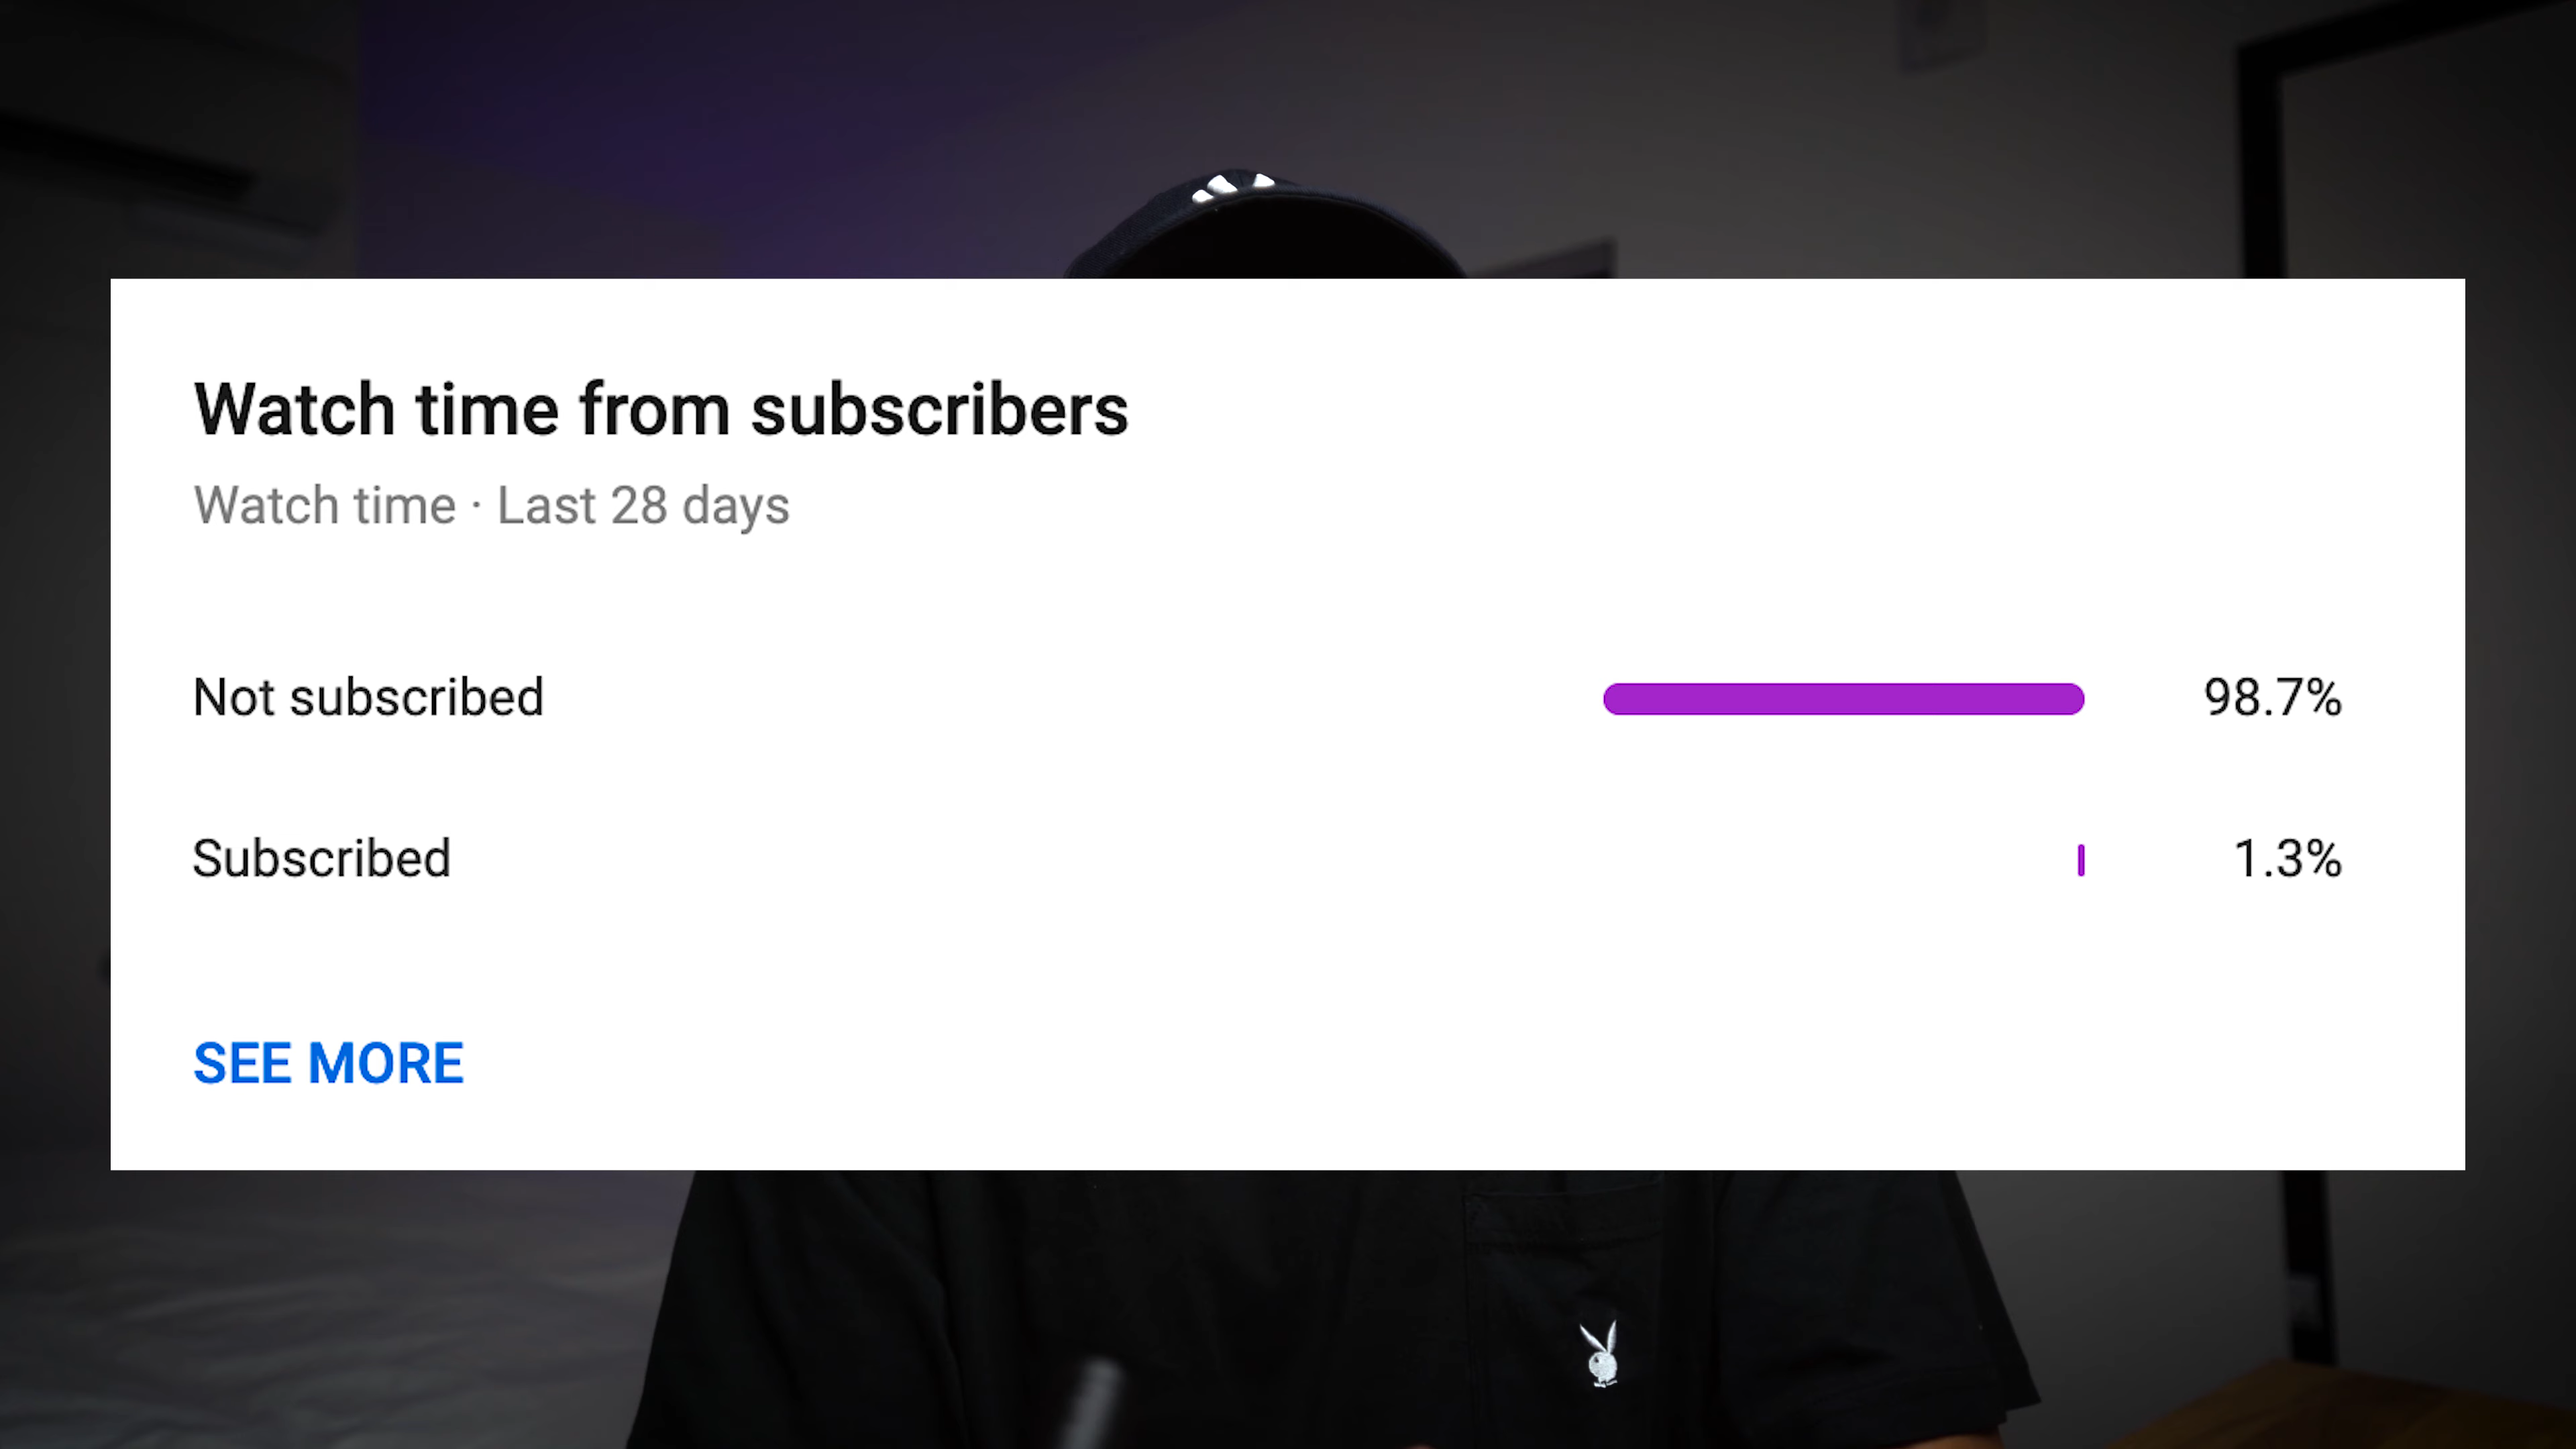 Watch time from subscribers
Watch time · Last 28 days
Not subscribed 98.7%
Subscribed 1.3%
SEE MORE